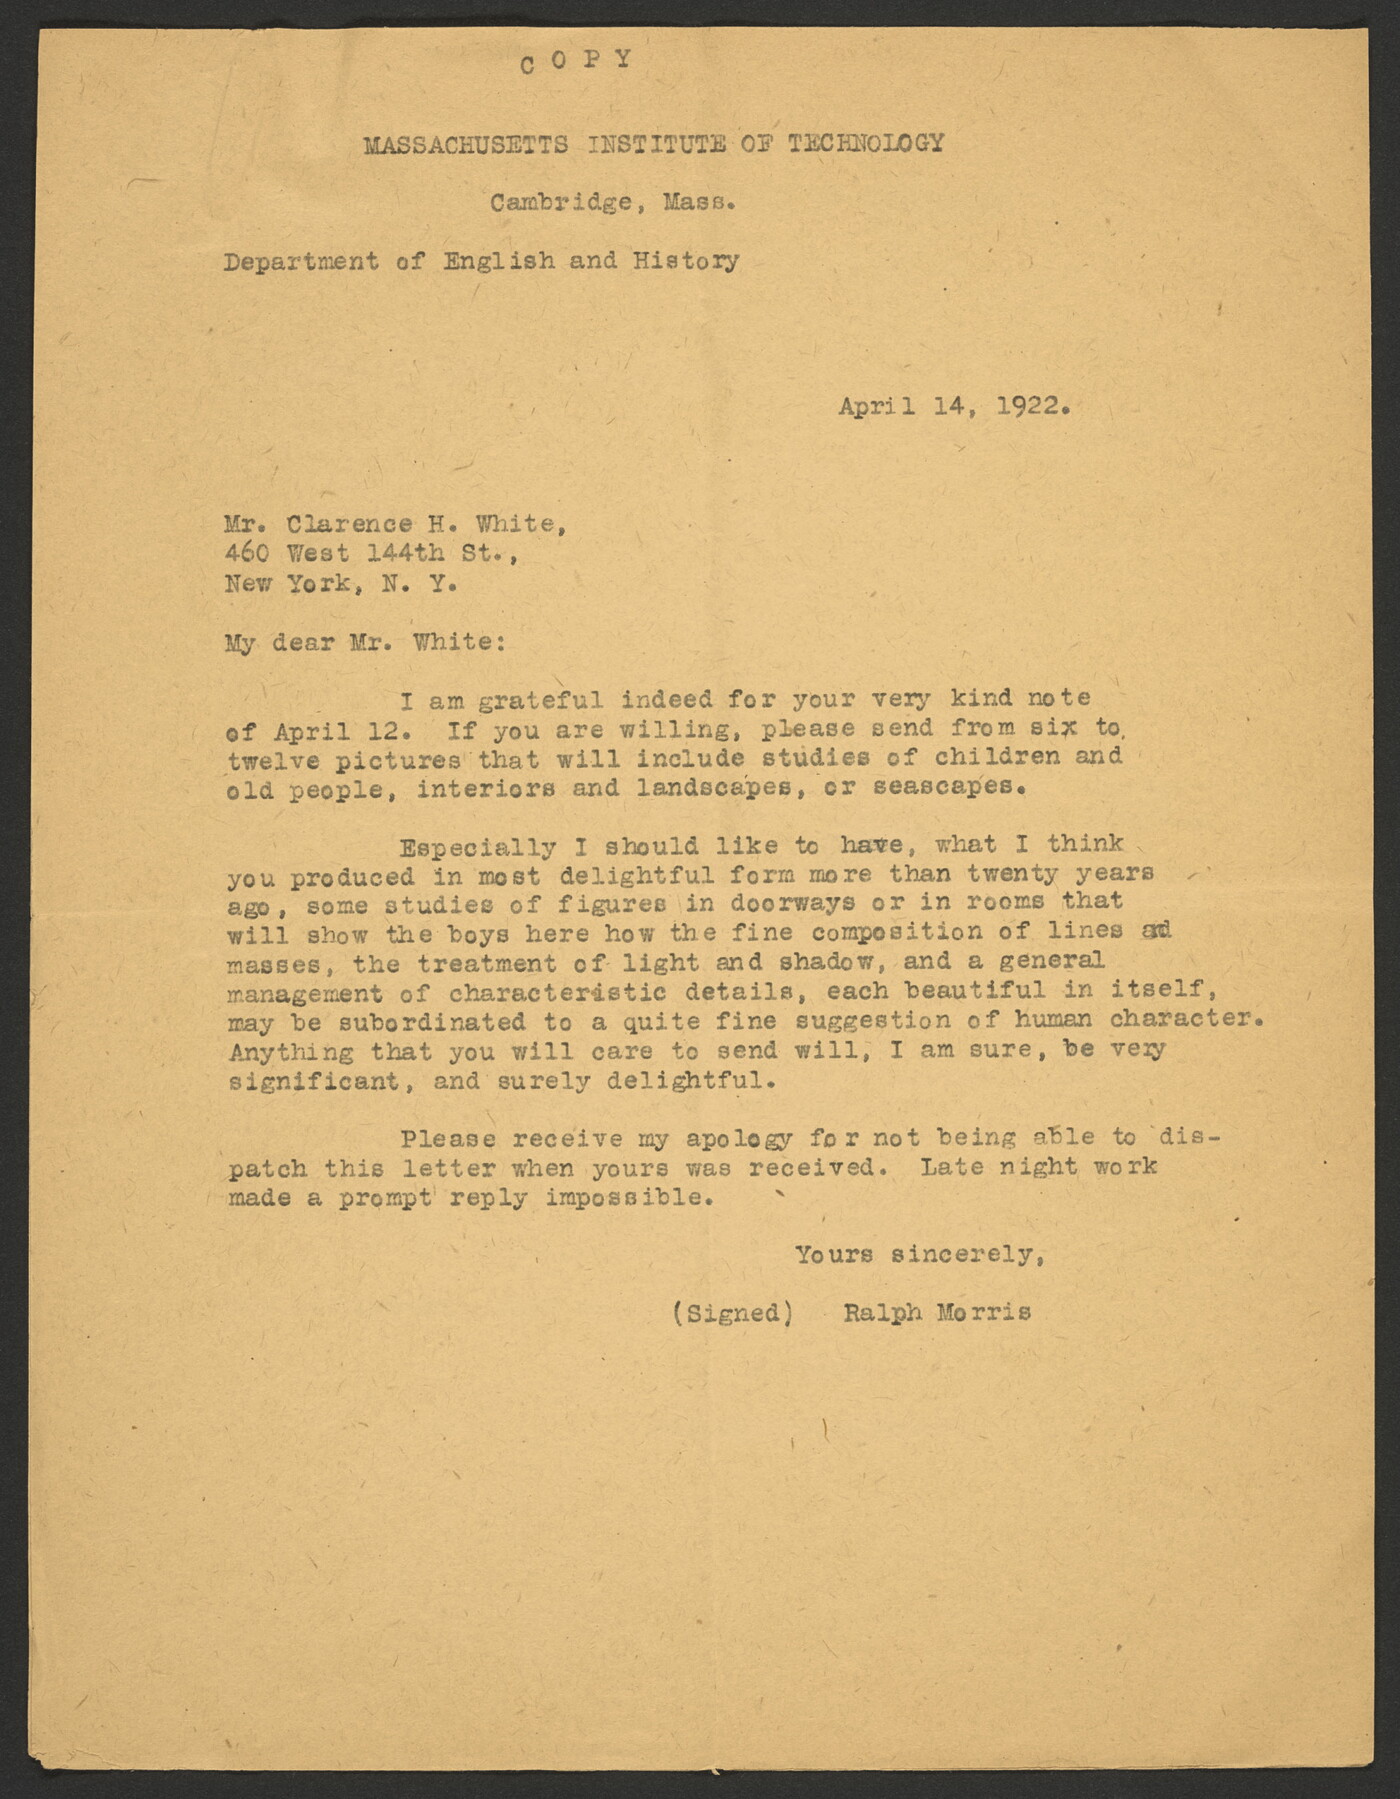 COPY
MASSACHUSETTS INSTITUTE OF TECHNOLOGY
Cambridge, Mass.
Department of English and History
April 14, 1922.
Mr. Clarence H. White,
460 West 144th St.,
New York, N. Y.
My dear Mr. White:
I am grateful indeed for your very kind note
of April 12.  If you are willing, please send from six to
twelve pictures that will include studies of children and
old people, interiors and landscapes, or seascapes.
Especially I should like to have, what I think
you produced in most delightful form more than twenty years
ago, some studies of figures in doorways or in rooms that
will show the boys here how the fine composition of lines and
masses, the treatment of light and shadow, and a general
management of characteristic details, each beautiful in itself,
may be subordinated to a quite fine suggestion of human character.
Anything that you will care to send will, I am sure, be very
significant, and surely delightful.
Please receive my apology for not being able to dis-
patch this letter when yours was received.  Late night work
made a prompt reply impossible.
Yours sincerely,
(Signed)  Ralph Morris